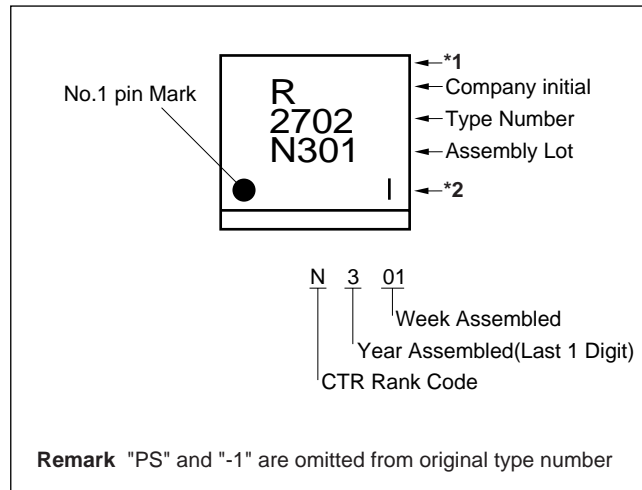 *1
No.1 pin Mark
R
Company initial
2702
Type Number
N301
Assembly Lot
*2
N 3 01
Week Assembled
Year Assembled(Last 1 Digit)
CTR Rank Code
Remark "PS" and "-1" are omitted from original type number